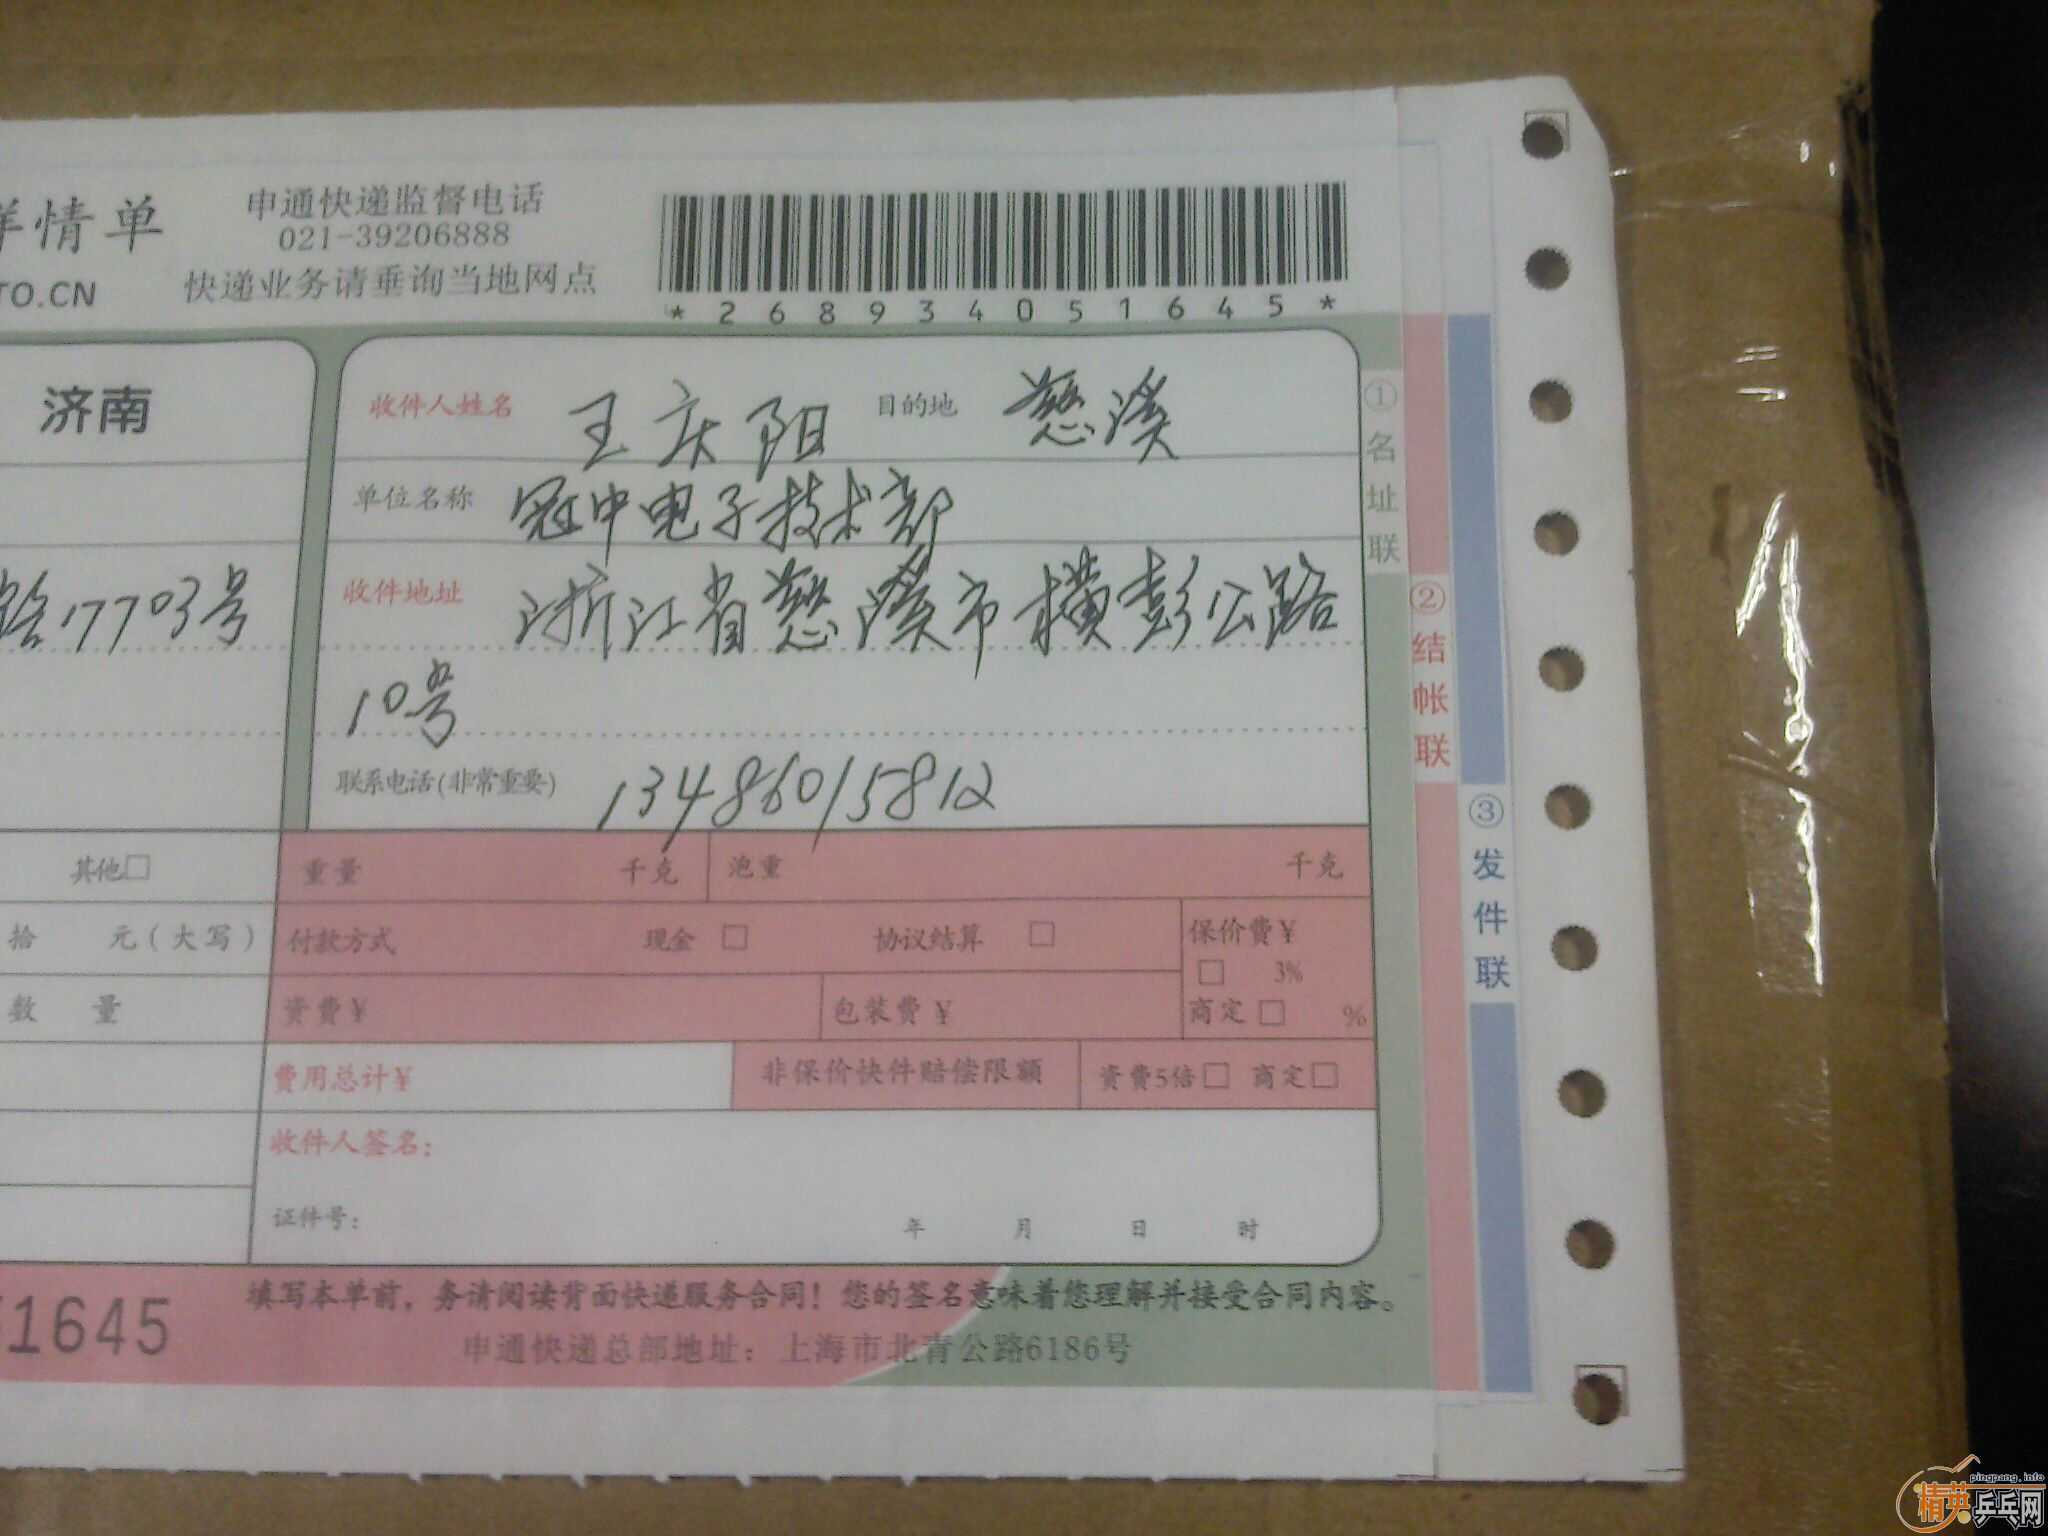 详情单
申通快递监督电话
021-39206888
TO.CN
快递业务请垂询当地网点
*268934051645*
济南
收件人姓名 王庆阳 目的地 慈溪
单位名称 冠中电子技术部
路17703号
收件地址 浙江省慈溪市横彭公路
10号
联系电话(非常重要) 13486015812
其他□ 重量 千克 泡重 千克
拾 元(大写) 付款方式 现金 □ 协议结算 □ 保价费¥
□ 3%
数 量 资费¥ 包装费¥ 商定□ %
费用总计¥ 非保价快件赔偿限额 资费5倍□ 商定□
收件人签名:
证件号: 年 月 日 时
1645
填写本单前,务请阅读背面快递服务合同!您的签名意味着您理解并接受合同内容。
申通快递总部地址:上海市北青公路6186号
①名址联
②结帐联
③发件联
pingpang.info
精英乒乓网